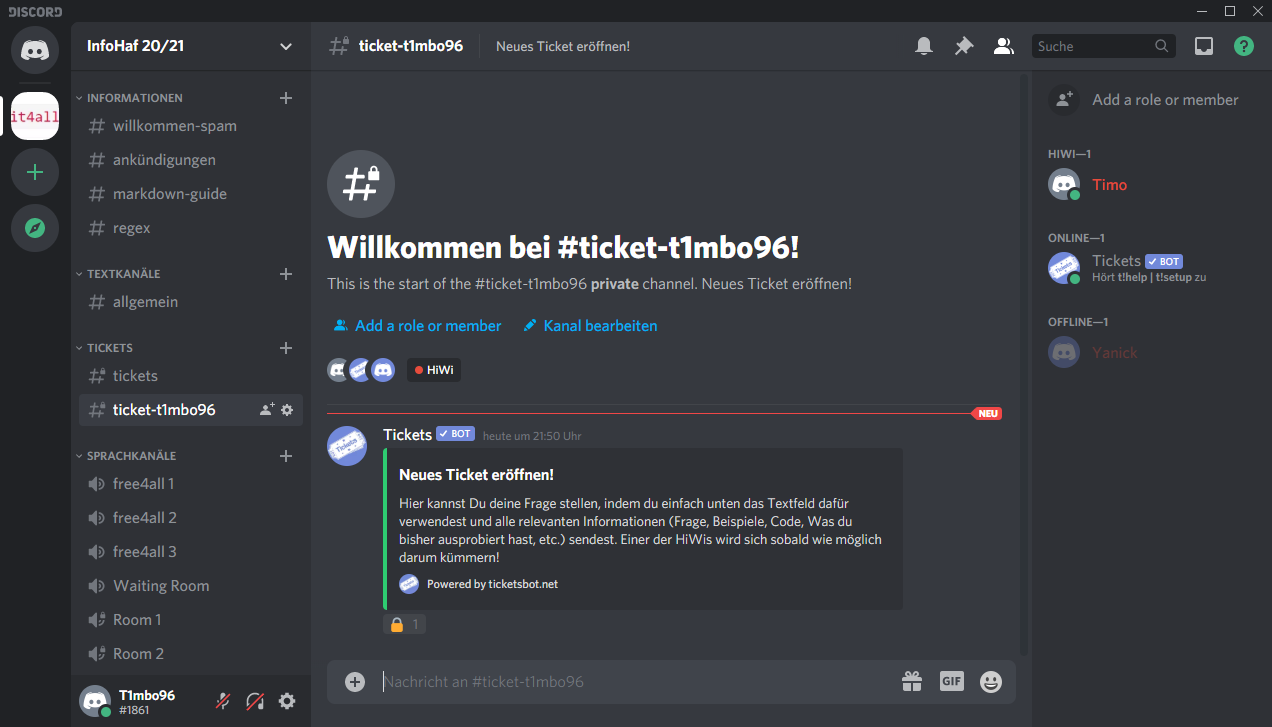 DISCORD
it4all
InfoHaf 20/21
INFORMATIONEN
willkommen-spam
ankündigungen
markdown-guide
regex
TEXTKANÄLE
allgemein
TICKETS
tickets
ticket-t1mbo96
SPRACHKANÄLE
free4all 1
free4all 2
free4all 3
Waiting Room
Room 1
Room 2
T1mbo96
#1861
ticket-t1mbo96
Neues Ticket eröffnen!
Suche
Willkommen bei #ticket-t1mbo96!
This is the start of the #ticket-t1mbo96 private channel. Neues Ticket eröffnen!
Add a role or member Kanal bearbeiten
HiWi
NEU
Tickets BOT heute um 21:50 Uhr
Neues Ticket eröffnen!
Hier kannst Du deine Frage stellen, indem du einfach unten das Textfeld dafür
verwendest und alle relevanten Informationen (Frage, Beispiele, Code, Was du
bisher ausprobiert hast, etc.) sendest. Einer der HiWis wird sich sobald wie möglich
darum kümmern!
Powered by ticketsbot.net
1
Nachricht an #ticket-t1mbo96
GIF
Add a role or member
HIWI—1
Timo
ONLINE—1
Tickets BOT
Hört t!help | t!setup zu
OFFLINE—1
Yanick